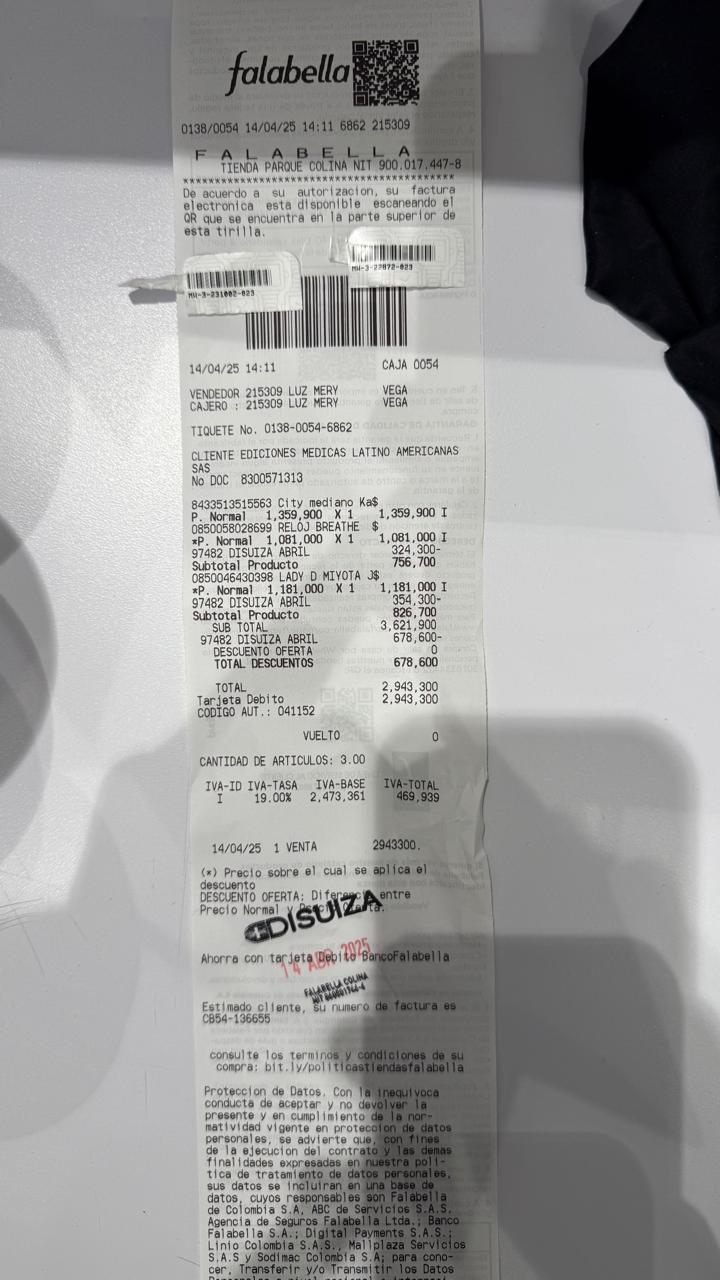 falabella
0138/0054 14/04/25 14:11 6862 215309
F A L A B E L L A
TIENDA PARQUE COLINA NIT 900.017.447-8
******************************************
De acuerdo a su autorizacion, su factura
electronica esta disponible escaneando el
QR que se encuentra en la parte superior de
esta tirilla.
MW-3-22872-023
MW-3-231002-023
14/04/25 14:11 CAJA 0054
VENDEDOR 215309 LUZ MERY VEGA
CAJERO : 215309 LUZ MERY VEGA
TIQUETE No. 0138-0054-6862
CLIENTE EDICIONES MEDICAS LATINO AMERICANAS
SAS
No DOC 8300571313
8433513515563 City mediano Ka$
P. Normal 1,359,900 X 1 1,359,900 I
0850058028699 RELOJ BREATHE $
*P. Normal 1,081,000 X 1 1,081,000 I
97482 DISUIZA ABRIL 324,300-
Subtotal Producto 756,700
0850046430398 LADY D MIYOTA J$
*P. Normal 1,181,000 X 1 1,181,000 I
97482 DISUIZA ABRIL 354,300-
Subtotal Producto 826,700
SUB TOTAL 3,621,900
97482 DISUIZA ABRIL 678,600-
DESCUENTO OFERTA 0
TOTAL DESCUENTOS 678,600
TOTAL 2,943,300
Tarjeta Debito 2,943,300
CODIGO AUT.: 041152
VUELTO 0
CANTIDAD DE ARTICULOS: 3.00
IVA-ID IVA-TASA IVA-BASE IVA-TOTAL
I 19.00% 2,473,361 469,939
14/04/25 1 VENTA 2943300.
(*) Precio sobre el cual se aplica el
descuento
DESCUENTO OFERTA: Diferencia entre
Precio Normal y Precio Oferta.
DISUIZA
Ahorra con tarjeta Debito BancoFalabella
14 ABR 2025
FALABELLA COLINA
Estimado cliente, su numero de factura es
CB54-136655
consulte los terminos y condiciones de su
compra: bit.ly/politicastiendasfalabella
Proteccion de Datos. Con la inequivoca
conducta de aceptar y no devolver la
presente y en cumplimiento de la nor-
matividad vigente en proteccion de datos
personales, se advierte que, con fines
de la ejecucion del contrato y las demas
finalidades expresadas en nuestra poli-
tica de tratamiento de datos personales,
sus datos se incluiran en una base de
datos, cuyos responsables son Falabella
de Colombia S.A, ABC de Servicios S.A.S.
Agencia de Seguros Falabella Ltda.; Banco
Falabella S.A.; Digital Payments S.A.S.;
Linio Colombia S.A.S., Mallplaza Servicios
S.A.S y Sodimac Colombia S.A; para cono-
cer, Transferir y/o Transmitir los Datos